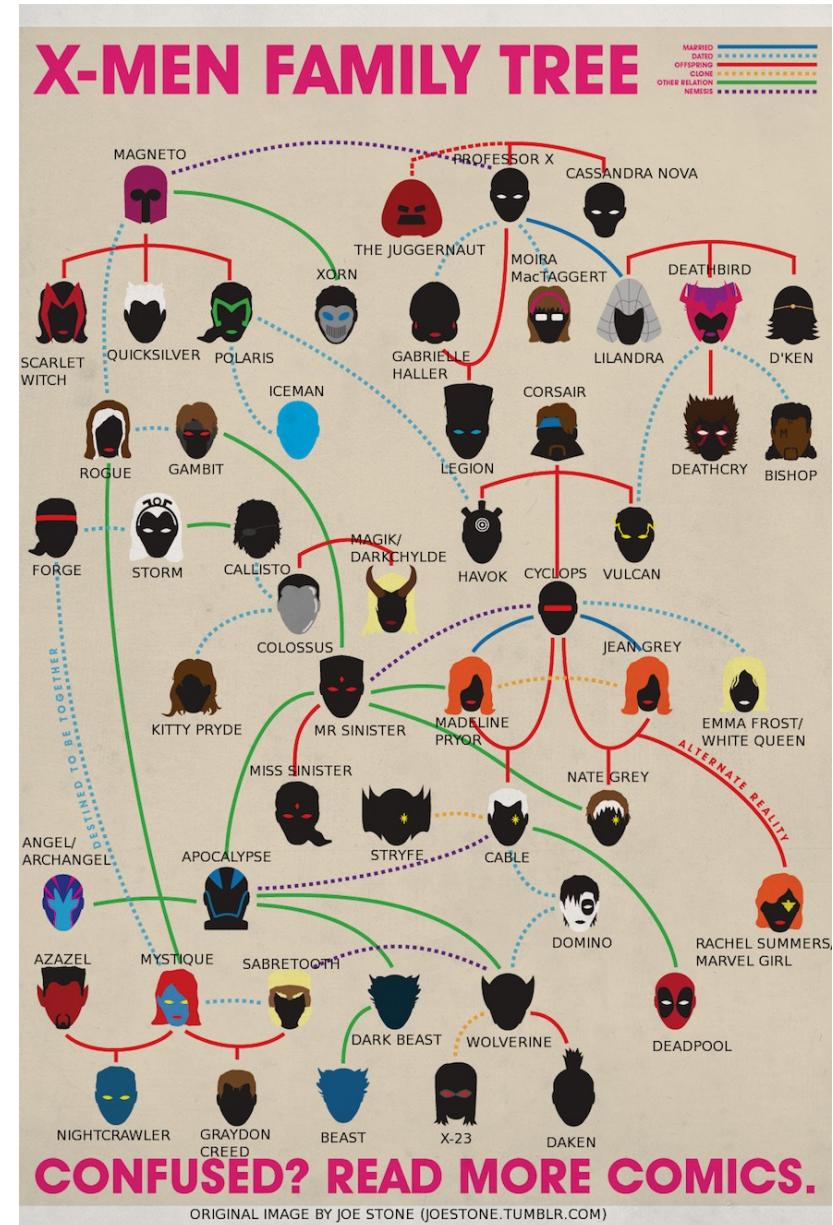 X-MEN FAMILY TREE
MARRIED
DATED
OFFSPRING
CLONE
OTHER RELATION
NEMESIS
MAGNETO
PROFESSOR X
CASSANDRA NOVA
THE JUGGERNAUT
XORN
MOIRA
MacTAGGERT
DEATHBIRD
SCARLET
WITCH
QUICKSILVER
POLARIS
GABRIELLE
HALLER
LILANDRA
D'KEN
ICEMAN
CORSAIR
ROGUE
GAMBIT
LEGION
DEATHCRY
BISHOP
MAGIK/
DARKCHYLDE
FORGE
STORM
CALLISTO
HAVOK
CYCLOPS
VULCAN
COLOSSUS
JEAN GREY
DESTINED TO BE TOGETHER
KITTY PRYDE
MR SINISTER
MADELINE
PRYOR
EMMA FROST/
WHITE QUEEN
ALTERNATE REALITY
MISS SINISTER
NATE GREY
STRYFE
CABLE
ANGEL/
ARCHANGEL
APOCALYPSE
DOMINO
RACHEL SUMMERS/
MARVEL GIRL
AZAZEL
MYSTIQUE
SABRETOOTH
DARK BEAST
WOLVERINE
DEADPOOL
NIGHTCRAWLER
GRAYDON
CREED
BEAST
X-23
DAKEN
CONFUSED? READ MORE COMICS.
ORIGINAL IMAGE BY JOE STONE (JOESTONE.TUMBLR.COM)